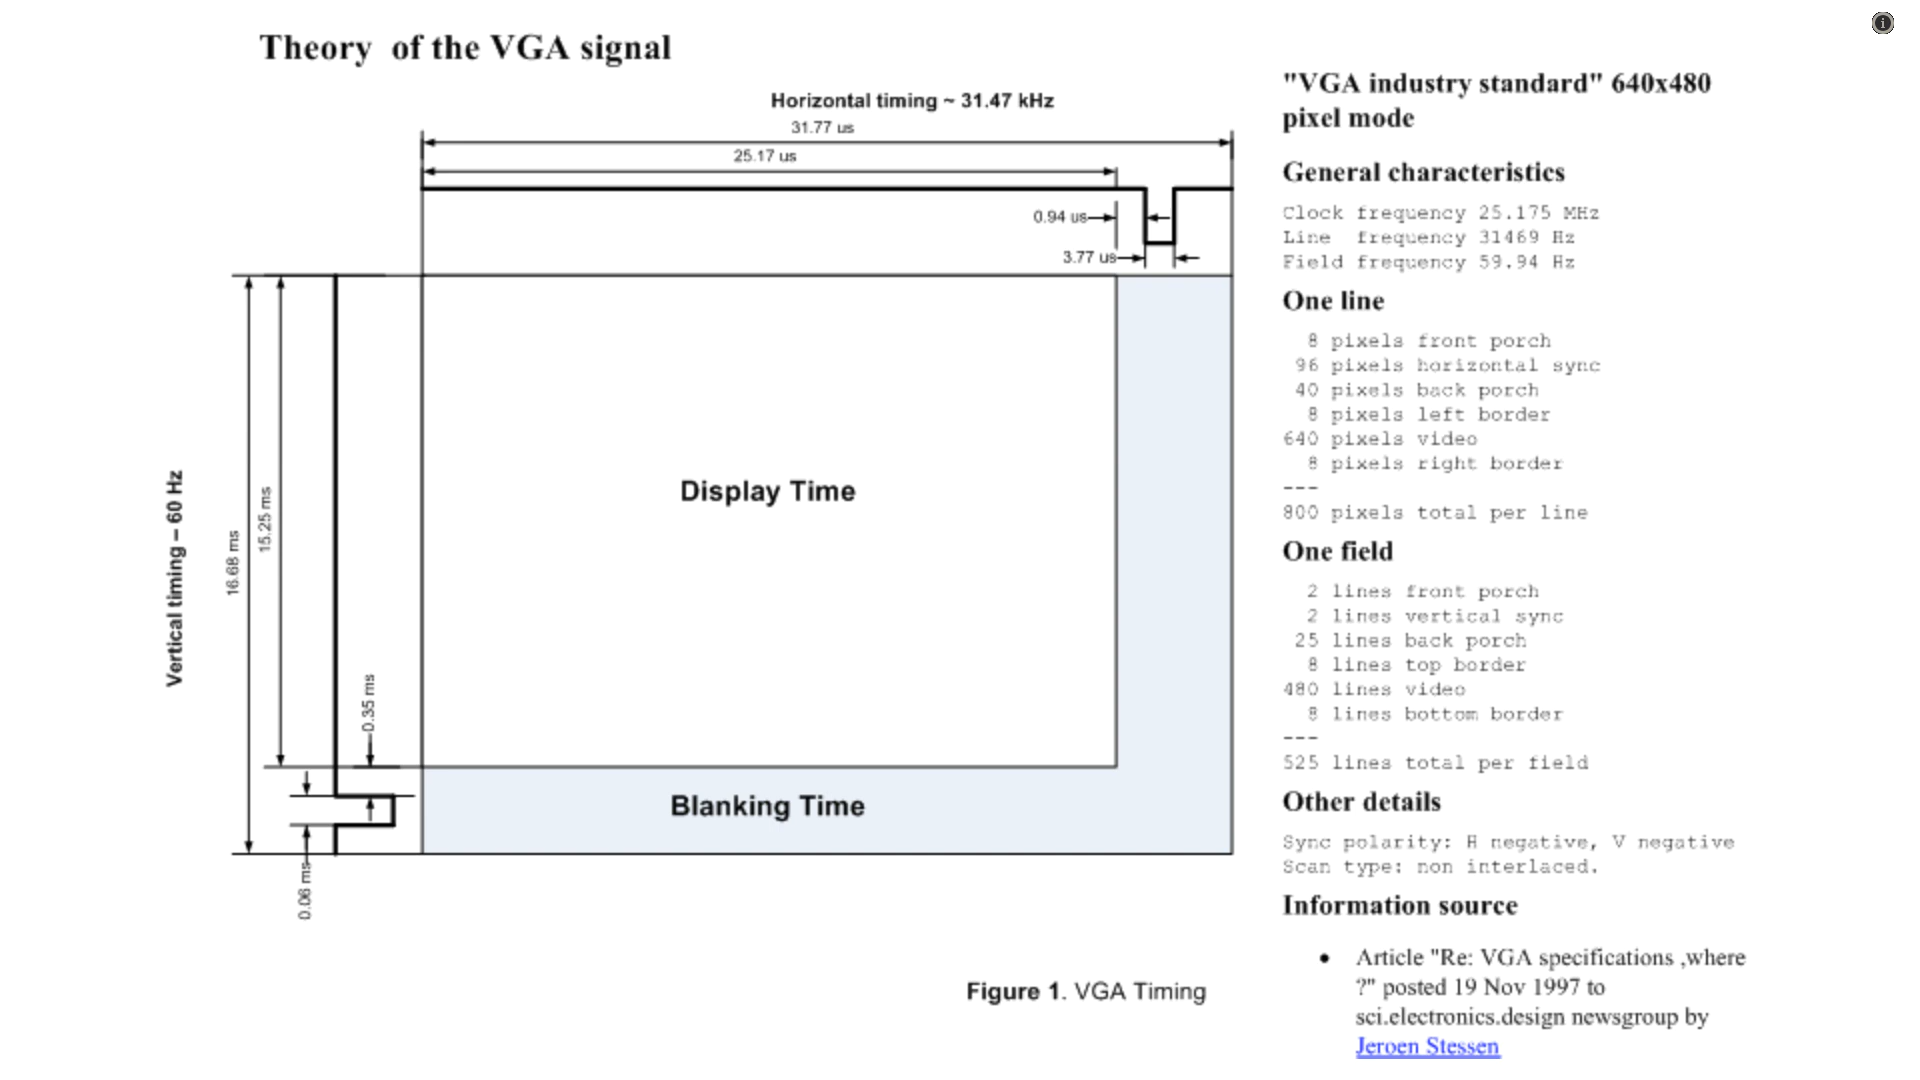 Theory of the VGA signal
Horizontal timing ~ 31.47 kHz
31.77 us
25.17 us
0.94 us
3.77 us
Vertical timing – 60 Hz
16.68 ms
15.25 ms
0.35 ms
0.06 ms
Display Time
Blanking Time
Figure 1. VGA Timing
"VGA industry standard" 640x480
pixel mode
General characteristics
Clock frequency 25.175 MHz
Line frequency 31469 Hz
Field frequency 59.94 Hz
One line
8 pixels front porch
96 pixels horizontal sync
40 pixels back porch
8 pixels left border
640 pixels video
8 pixels right border
---
800 pixels total per line
One field
2 lines front porch
2 lines vertical sync
25 lines back porch
8 lines top border
480 lines video
8 lines bottom border
---
525 lines total per field
Other details
Sync polarity: H negative, V negative
Scan type: non interlaced.
Information source
• Article "Re: VGA specifications ,where
?" posted 19 Nov 1997 to
sci.electronics.design newsgroup by
Jeroen Stessen